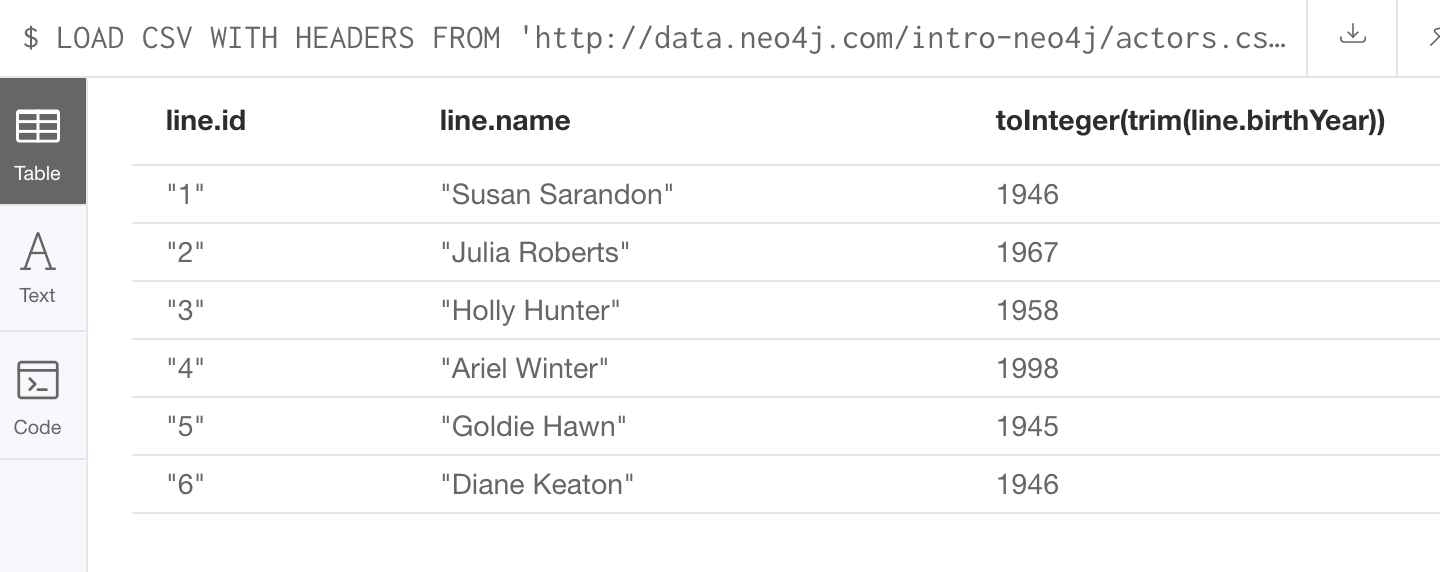 $ LOAD CSV WITH HEADERS FROM 'http://data.neo4j.com/intro-neo4j/actors.cs…
Table
Text
Code
line.id line.name toInteger(trim(line.birthYear))
"1" "Susan Sarandon" 1946
"2" "Julia Roberts" 1967
"3" "Holly Hunter" 1958
"4" "Ariel Winter" 1998
"5" "Goldie Hawn" 1945
"6" "Diane Keaton" 1946